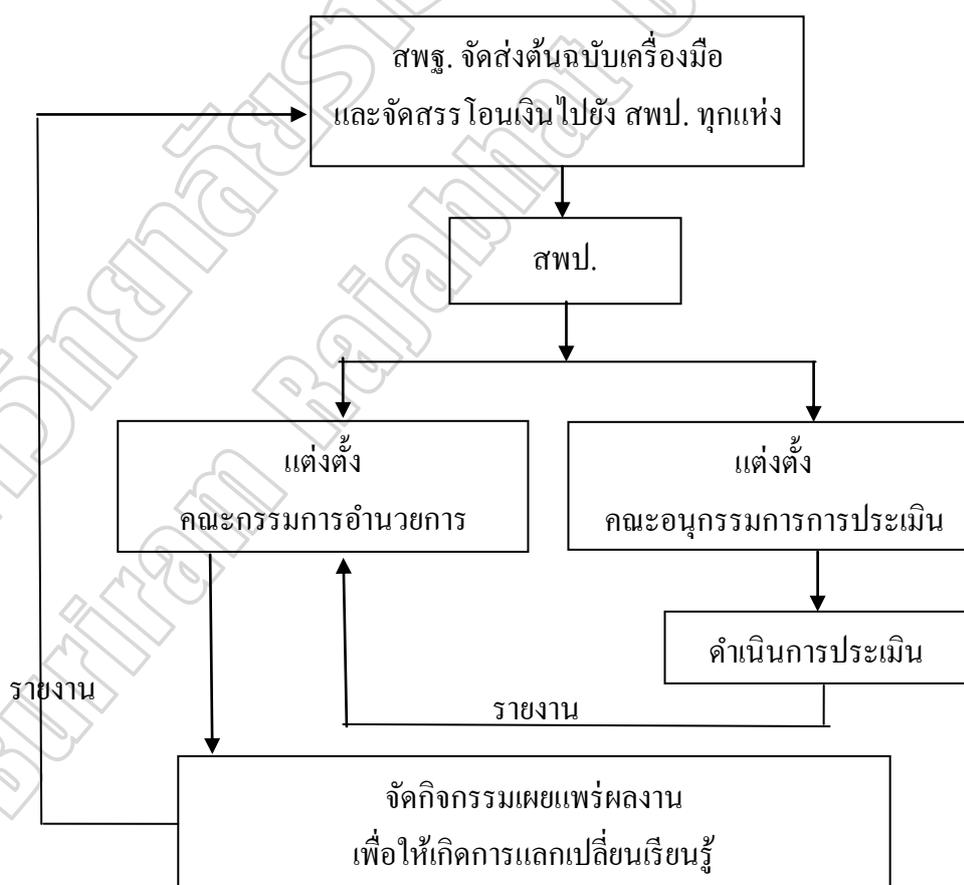 สพฐ. จัดส่งต้นฉบับเครื่องมือ
และจัดสรรโอนเงินไปยัง สพป. ทุกแห่ง
สพป.
แต่งตั้ง
คณะกรรมการอำนวยการ
แต่งตั้ง
คณะอนุกรรมการการประเมิน
ดำเนินการประเมิน
รายงาน
รายงาน
จัดกิจกรรมเผยแพร่ผลงาน
เพื่อให้เกิดการแลกเปลี่ยนเรียนรู้
Buriram Rajabhat U